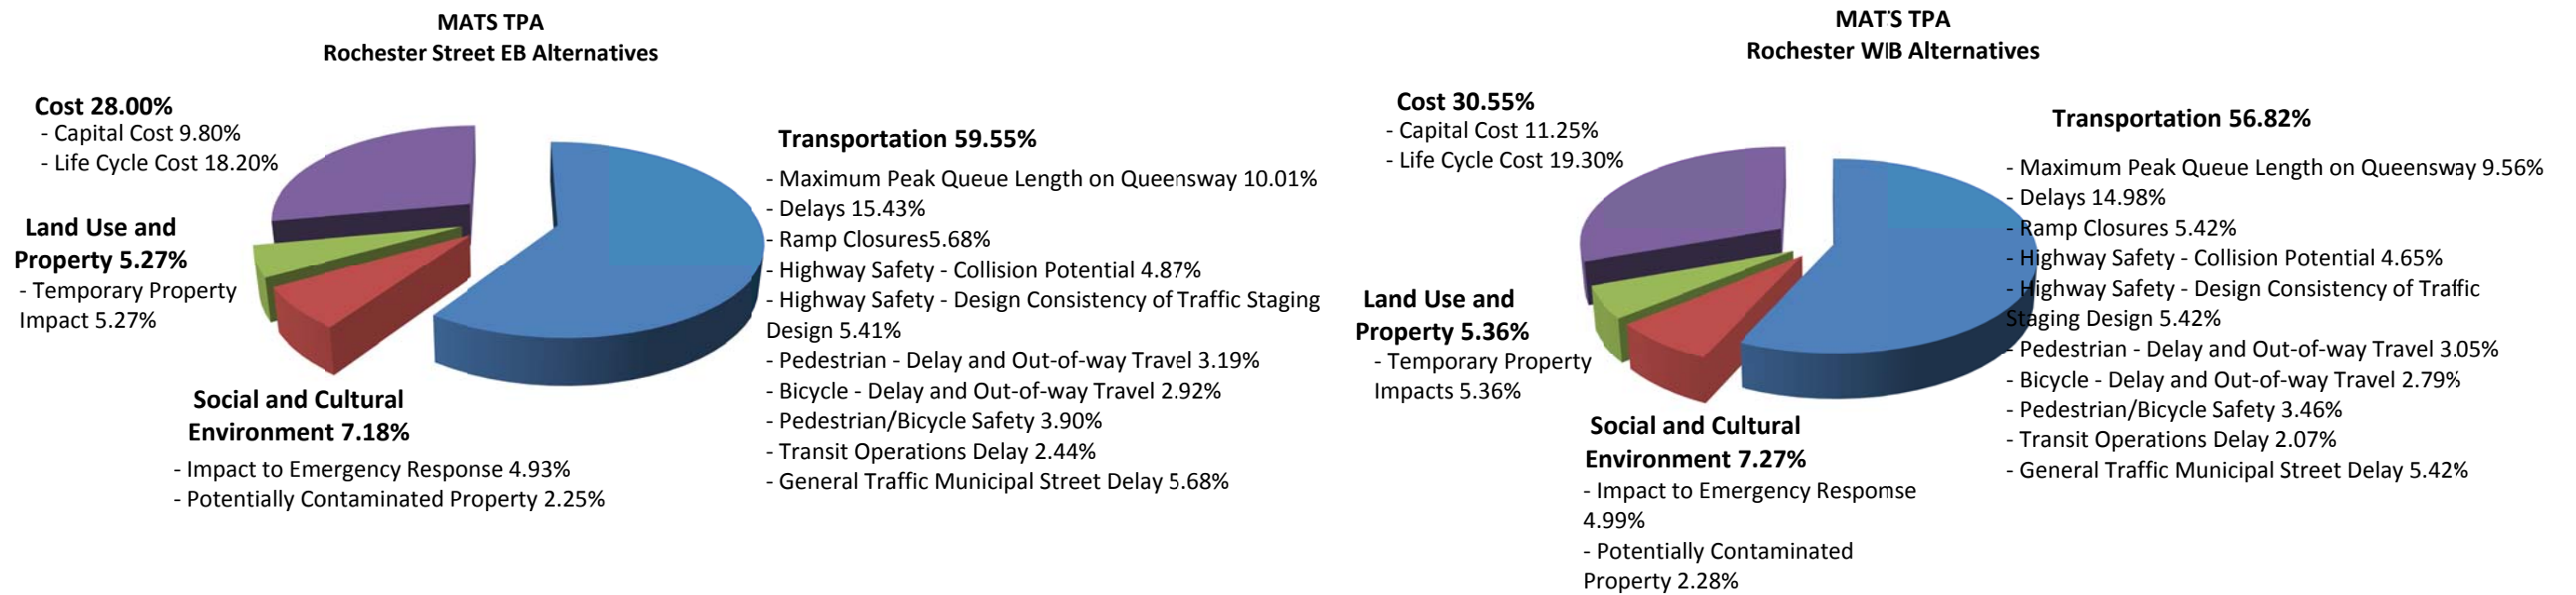 MATS TPA
Rochester Street EB Alternatives
Cost 28.00%
- Capital Cost 9.80%
- Life Cycle Cost 18.20%
Land Use and
Property 5.27%
- Temporary Property
Impact 5.27%
Social and Cultural
Environment 7.18%
- Impact to Emergency Response 4.93%
- Potentially Contaminated Property 2.25%
Transportation 59.55%
- Maximum Peak Queue Length on Queensway 10.01%
- Delays 15.43%
- Ramp Closures5.68%
- Highway Safety - Collision Potential 4.87%
- Highway Safety - Design Consistency of Traffic Staging
Design 5.41%
- Pedestrian - Delay and Out-of-way Travel 3.19%
- Bicycle - Delay and Out-of-way Travel 2.92%
- Pedestrian/Bicycle Safety 3.90%
- Transit Operations Delay 2.44%
- General Traffic Municipal Street Delay 5.68%
MATS TPA
Rochester WB Alternatives
Cost 30.55%
- Capital Cost 11.25%
- Life Cycle Cost 19.30%
Land Use and
Property 5.36%
- Temporary Property
Impacts 5.36%
Social and Cultural
Environment 7.27%
- Impact to Emergency Response
4.99%
- Potentially Contaminated
Property 2.28%
Transportation 56.82%
- Maximum Peak Queue Length on Queensway 9.56%
- Delays 14.98%
- Ramp Closures 5.42%
- Highway Safety - Collision Potential 4.65%
- Highway Safety - Design Consistency of Traffic
Staging Design 5.42%
- Pedestrian - Delay and Out-of-way Travel 3.05%
- Bicycle - Delay and Out-of-way Travel 2.79%
- Pedestrian/Bicycle Safety 3.46%
- Transit Operations Delay 2.07%
- General Traffic Municipal Street Delay 5.42%